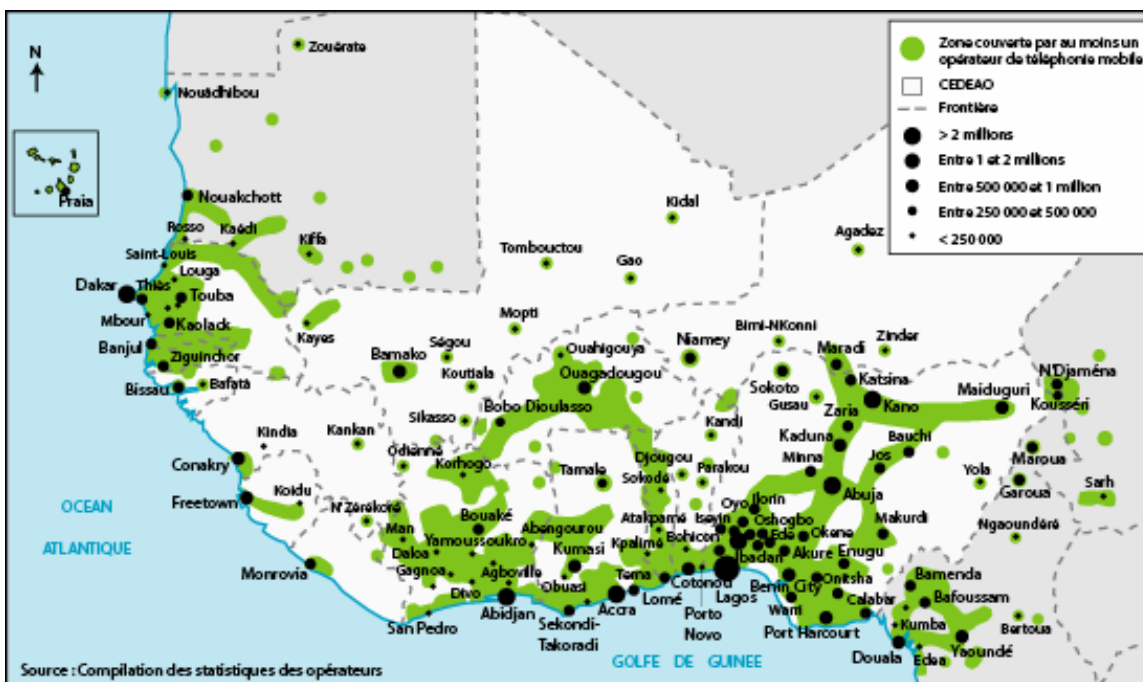 Zone couverte par au moins un
opérateur de téléphonie mobile
CEDEAO
Frontière
> 2 millions
Entre 1 et 2 millions
Entre 500 000 et 1 million
Entre 250 000 et 500 000
< 250 000
N
Zouérate
Nouâdhibou
Praia
Nouakchott
Rosso
Kaédi
Kiffa
Kidal
Agadez
Tombouctou
Gao
Saint-Louis
Louga
Dakar
Thiès
Touba
Mbour
Kaolack
Banjul
Ziguinchor
Bissau
Bafatá
Kayes
Mopti
Ségou
Bamako
Koutiala
Sikasso
Ouahigouya
Ouagadougou
Bobo Dioulasso
Niamey
Birni-NKonni
Zinder
Maradi
Katsina
Sokoto
Gusau
Kano
Maiduguri
N'Djaména
Kousséri
Zaria
Kandi
Kaduna
Bauchi
Kindia
Kankan
Odienné
Korhogo
Tamale
Djougou
Parakou
Sokodé
Minna
Jos
Yola
Maroua
Garoua
Sarh
Conakry
Freetown
Koidu
N'Zérékoré
Man
Bouaké
Abengourou
Atakpamé
Iseyin
Oyo
Ilorin
Oshogbo
Abuja
Makurdi
Ngaoundéré
OCEAN
ATLANTIQUE
Yamoussoukro
Daloa
Kumasi
Kpalimé
Bohicon
Ede
Okene
Ibadan
Akure
Enugu
Monrovia
Gagnoa
Agboville
Divo
Obuasi
Tema
Cotonou
Lagos
Benin City
Onitsha
Bamenda
Bafoussam
San Pedro
Abidjan
Sekondi-
Takoradi
Accra
Lomé
Porto
Novo
Warri
Calabar
Port Harcourt
Kumba
Bertoua
Douala
Edea
Yaoundé
GOLFE DE GUINEE
Source : Compilation des statistiques des opérateurs